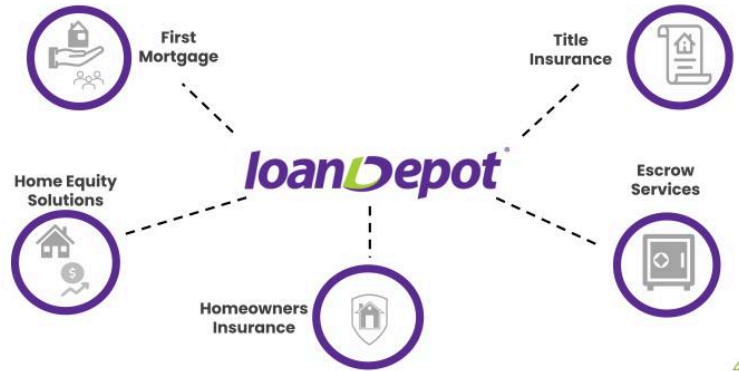 First
Mortgage
Title
Insurance
loanDepot
Home Equity
Solutions
Escrow
Services
Homeowners
Insurance
$